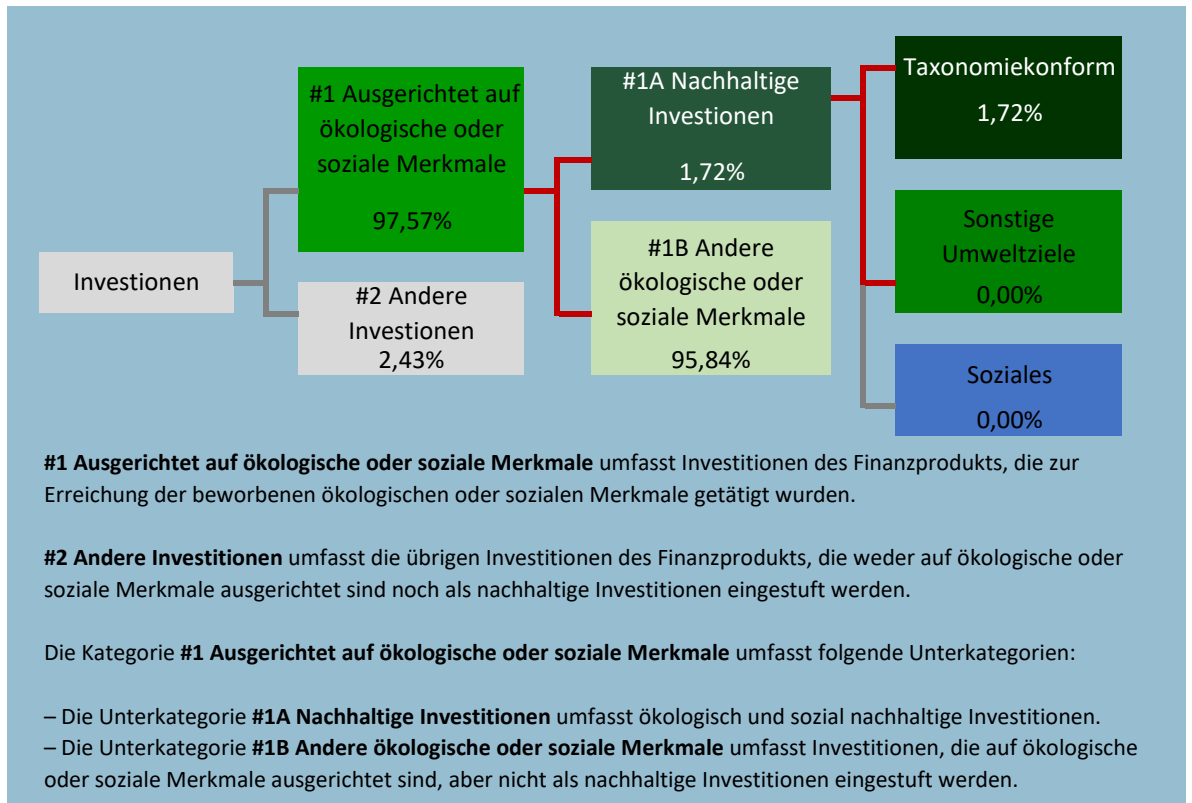 #1 Ausgerichtet auf
ökologische oder
soziale Merkmale
97,57%
#1A Nachhaltige
Investionen
1,72%
Taxonomiekonform
1,72%
Investionen
#2 Andere
Investionen
2,43%
#1B Andere
ökologische oder
soziale Merkmale
95,84%
Sonstige
Umweltziele
0,00%
Soziales
0,00%
#1 Ausgerichtet auf ökologische oder soziale Merkmale umfasst Investitionen des Finanzprodukts, die zur
Erreichung der beworbenen ökologischen oder sozialen Merkmale getätigt wurden.
#2 Andere Investitionen umfasst die übrigen Investitionen des Finanzprodukts, die weder auf ökologische oder
soziale Merkmale ausgerichtet sind noch als nachhaltige Investitionen eingestuft werden.
Die Kategorie #1 Ausgerichtet auf ökologische oder soziale Merkmale umfasst folgende Unterkategorien:
– Die Unterkategorie #1A Nachhaltige Investitionen umfasst ökologisch und sozial nachhaltige Investitionen.
– Die Unterkategorie #1B Andere ökologische oder soziale Merkmale umfasst Investitionen, die auf ökologische
oder soziale Merkmale ausgerichtet sind, aber nicht als nachhaltige Investitionen eingestuft werden.